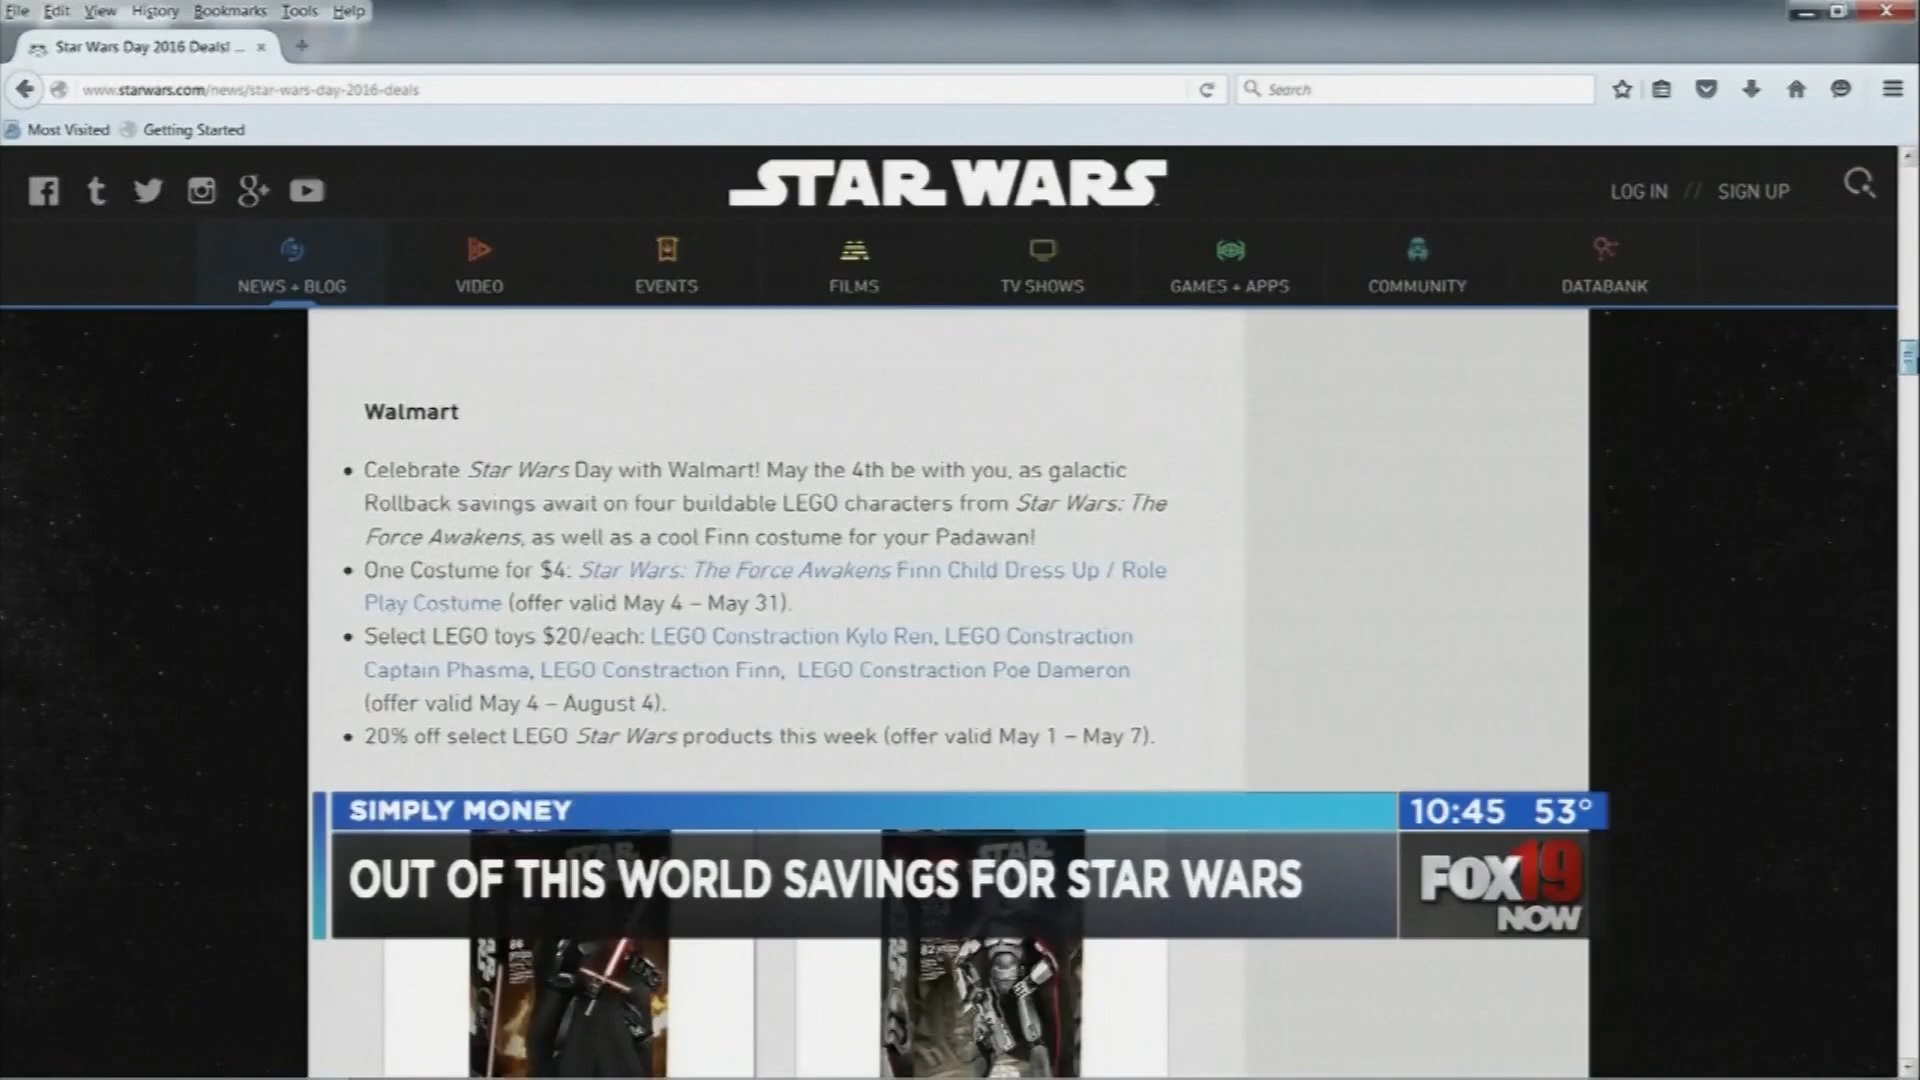 File Edit View History Bookmarks Tools Help
Star Wars Day 2016 Deals! ...
www.starwars.com/news/star-wars-day-2016-deals
Search
Most Visited Getting Started
STAR WARS
LOG IN // SIGN UP
NEWS + BLOG VIDEO EVENTS FILMS TV SHOWS GAMES + APPS COMMUNITY DATABANK
Walmart
• Celebrate Star Wars Day with Walmart! May the 4th be with you, as galactic
Rollback savings await on four buildable LEGO characters from Star Wars: The
Force Awakens, as well as a cool Finn costume for your Padawan!
• One Costume for $4: Star Wars: The Force Awakens Finn Child Dress Up / Role
Play Costume (offer valid May 4 – May 31).
• Select LEGO toys $20/each: LEGO Constraction Kylo Ren, LEGO Constraction
Captain Phasma, LEGO Constraction Finn, LEGO Constraction Poe Dameron
(offer valid May 4 – August 4).
• 20% off select LEGO Star Wars products this week (offer valid May 1 – May 7).
SIMPLY MONEY
10:45 53°
OUT OF THIS WORLD SAVINGS FOR STAR WARS
FOX19
NOW
86
82